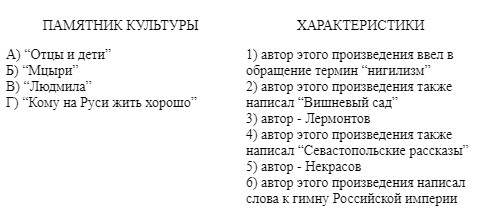 ПАМЯТНИК КУЛЬТУРЫ
А) “Отцы и дети”
Б) “Мцыри”
В) “Людмила”
Г) “Кому на Руси жить хорошо”
ХАРАКТЕРИСТИКИ
1) автор этого произведения ввел в
обращение термин “нигилизм”
2) автор этого произведения также
написал “Вишневый сад”
3) автор - Лермонтов
4) автор этого произведения также
написал “Севастопольские рассказы”
5) автор - Некрасов
6) автор этого произведения написал
слова к гимну Российской империи